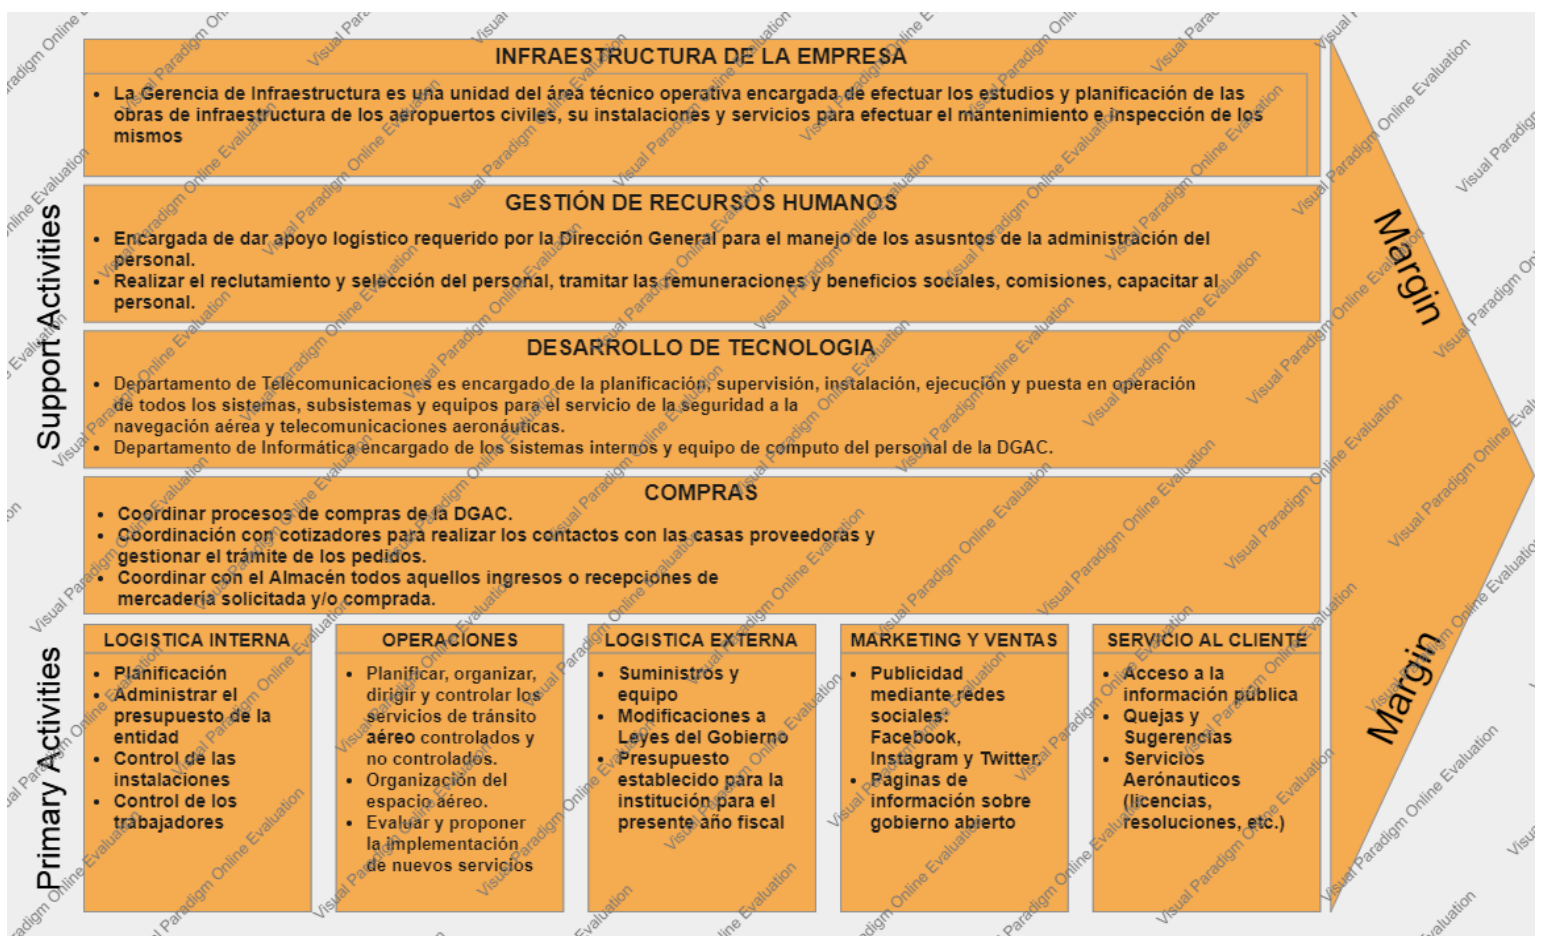 INFRAESTRUCTURA DE LA EMPRESA
• La Gerencia de Infraestructura es una unidad del área técnico operativa encargada de efectuar los estudios y planificación de las
obras de infraestructura de los aeropuertos civiles, su instalaciones y servicios para efectuar el mantenimiento e inspección de los
mismos
Support Activities
GESTIÓN DE RECURSOS HUMANOS
• Encargada de dar apoyo logístico requerido por la Dirección General para el manejo de los asusntos de la administración del
personal.
• Realizar el reclutamiento y selección del personal, tramitar las remuneraciones y beneficios sociales, comisiones, capacitar al
personal.
DESARROLLO DE TECNOLOGIA
• Departamento de Telecomunicaciones es encargado de la planificación, supervisión, instalación, ejecución y puesta en operación
de todos los sistemas, subsistemas y equipos para el servicio de la seguridad a la
navegación aérea y telecomunicaciones aeronáuticas.
• Departamento de Informática encargado de los sistemas internos y equipo de computo del personal de la DGAC.
COMPRAS
• Coordinar procesos de compras de la DGAC.
• Coordinación con cotizadores para realizar los contactos con las casas proveedoras y
gestionar el trámite de los pedidos.
• Coordinar con el Almacén todos aquellos ingresos o recepciones de
mercadería solicitada y/o comprada.
Primary Activities
LOGISTICA INTERNA
• Planificación
• Administrar el
presupuesto de la
entidad
• Control de las
instalaciones
• Control de los
trabajadores
OPERACIONES
• Planificar, organizar,
dirigir y controlar los
servicios de tránsito
aéreo controlados y
no controlados.
• Organización del
espacio aéreo.
• Evaluar y proponer
la implementación
de nuevos servicios
LOGISTICA EXTERNA
• Suministros y
equipo
• Modificaciones a
Leyes del Gobierno
• Presupuesto
establecido para la
institución para el
presente año fiscal
MARKETING Y VENTAS
• Publicidad
mediante redes
sociales:
Facebook,
Instagram y Twitter.
• Páginas de
información sobre
gobierno abierto
SERVICIO AL CLIENTE
• Acceso a la
información pública
• Quejas y
Sugerencias
• Servicios
Aerónauticos
(licencias,
resoluciones, etc.)
Margin
Margin
Visual Paradigm Online Evaluation